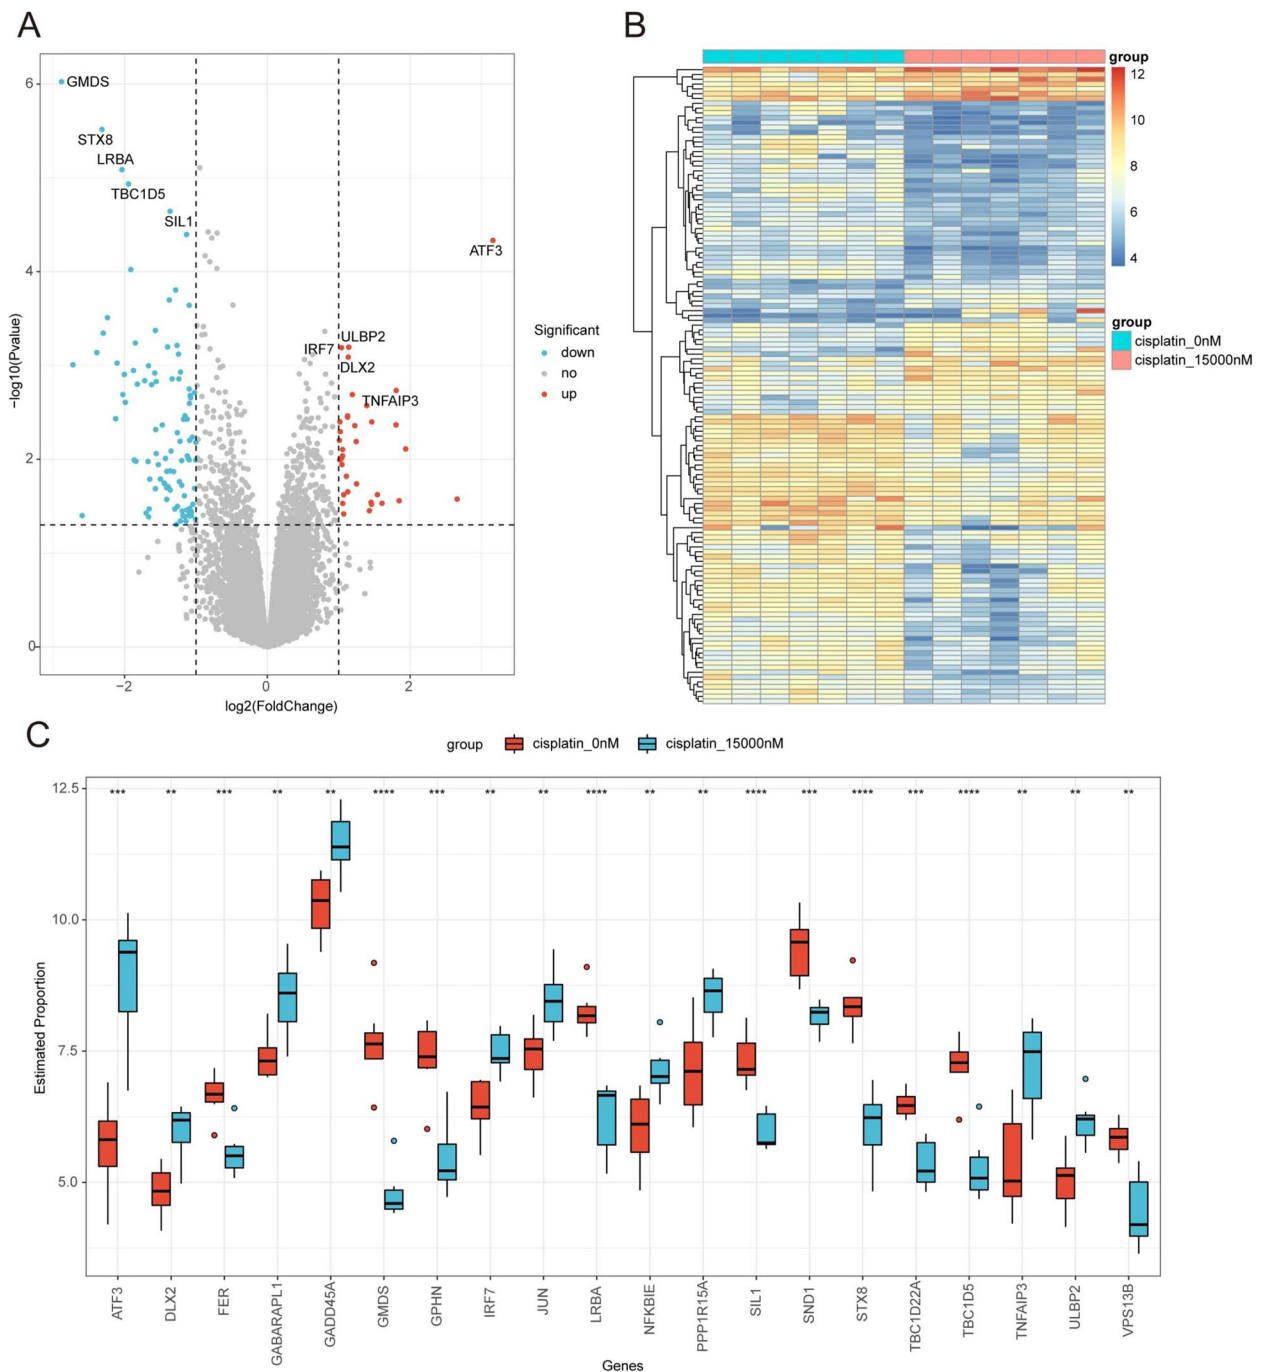 A
B
6
4
2
0
−2
0
2
−log10(Pvalue)
log2(FoldChange)
GMDS
STX8
LRBA
TBC1D5
SIL1
ATF3
ULBP2
IRF7
DLX2
TNFAIP3
Significant
down
no
up
group
12
10
8
6
4
group
cisplatin_0nM
cisplatin_15000nM
C
group cisplatin_0nM cisplatin_15000nM
*** ** *** ** ** **** *** ** ** **** ** ** **** *** **** *** **** ** ** **
12.5
10.0
7.5
5.0
Estimated Proportion
ATF3
DLX2
FER
GABARAPL1
GADD45A
GMDS
GPHN
IRF7
JUN
LRBA
NFKBIE
PPP1R15A
SIL1
SND1
STX8
TBC1D22A
TBC1D5
TNFAIP3
ULBP2
VPS13B
Genes